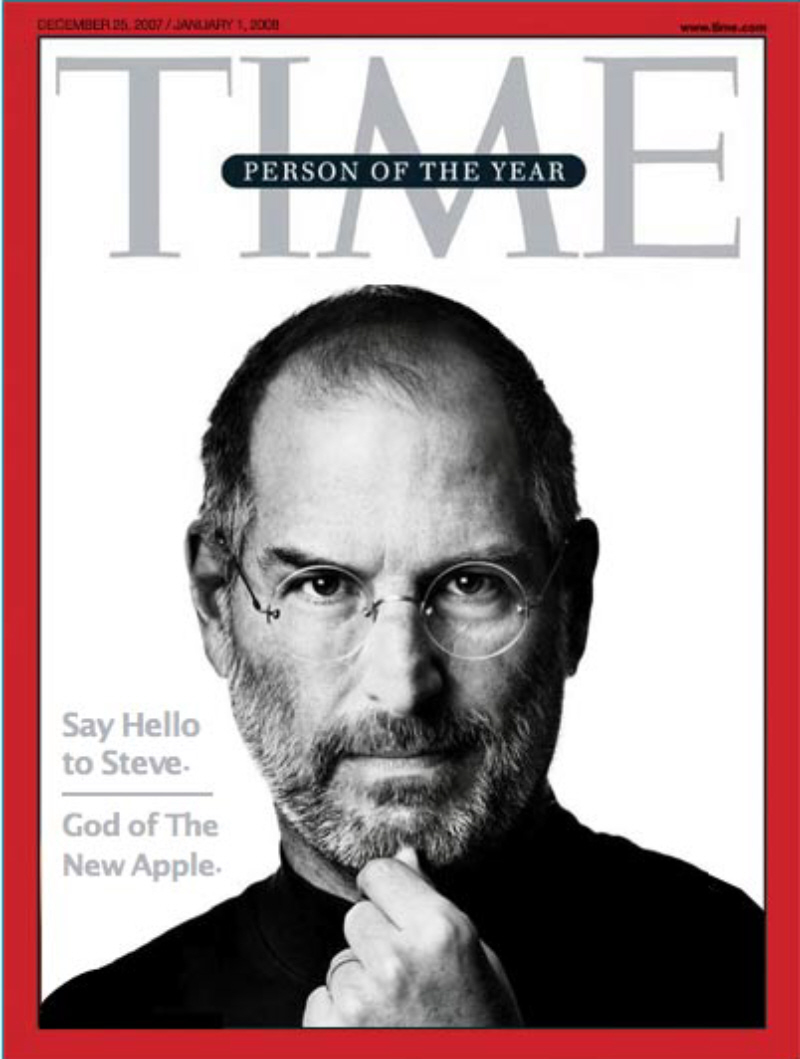 DECEMBER 25, 2007 / JANUARY 1, 2008
www.time.com
TIME
PERSON OF THE YEAR
Say Hello
to Steve.
God of The
New Apple.